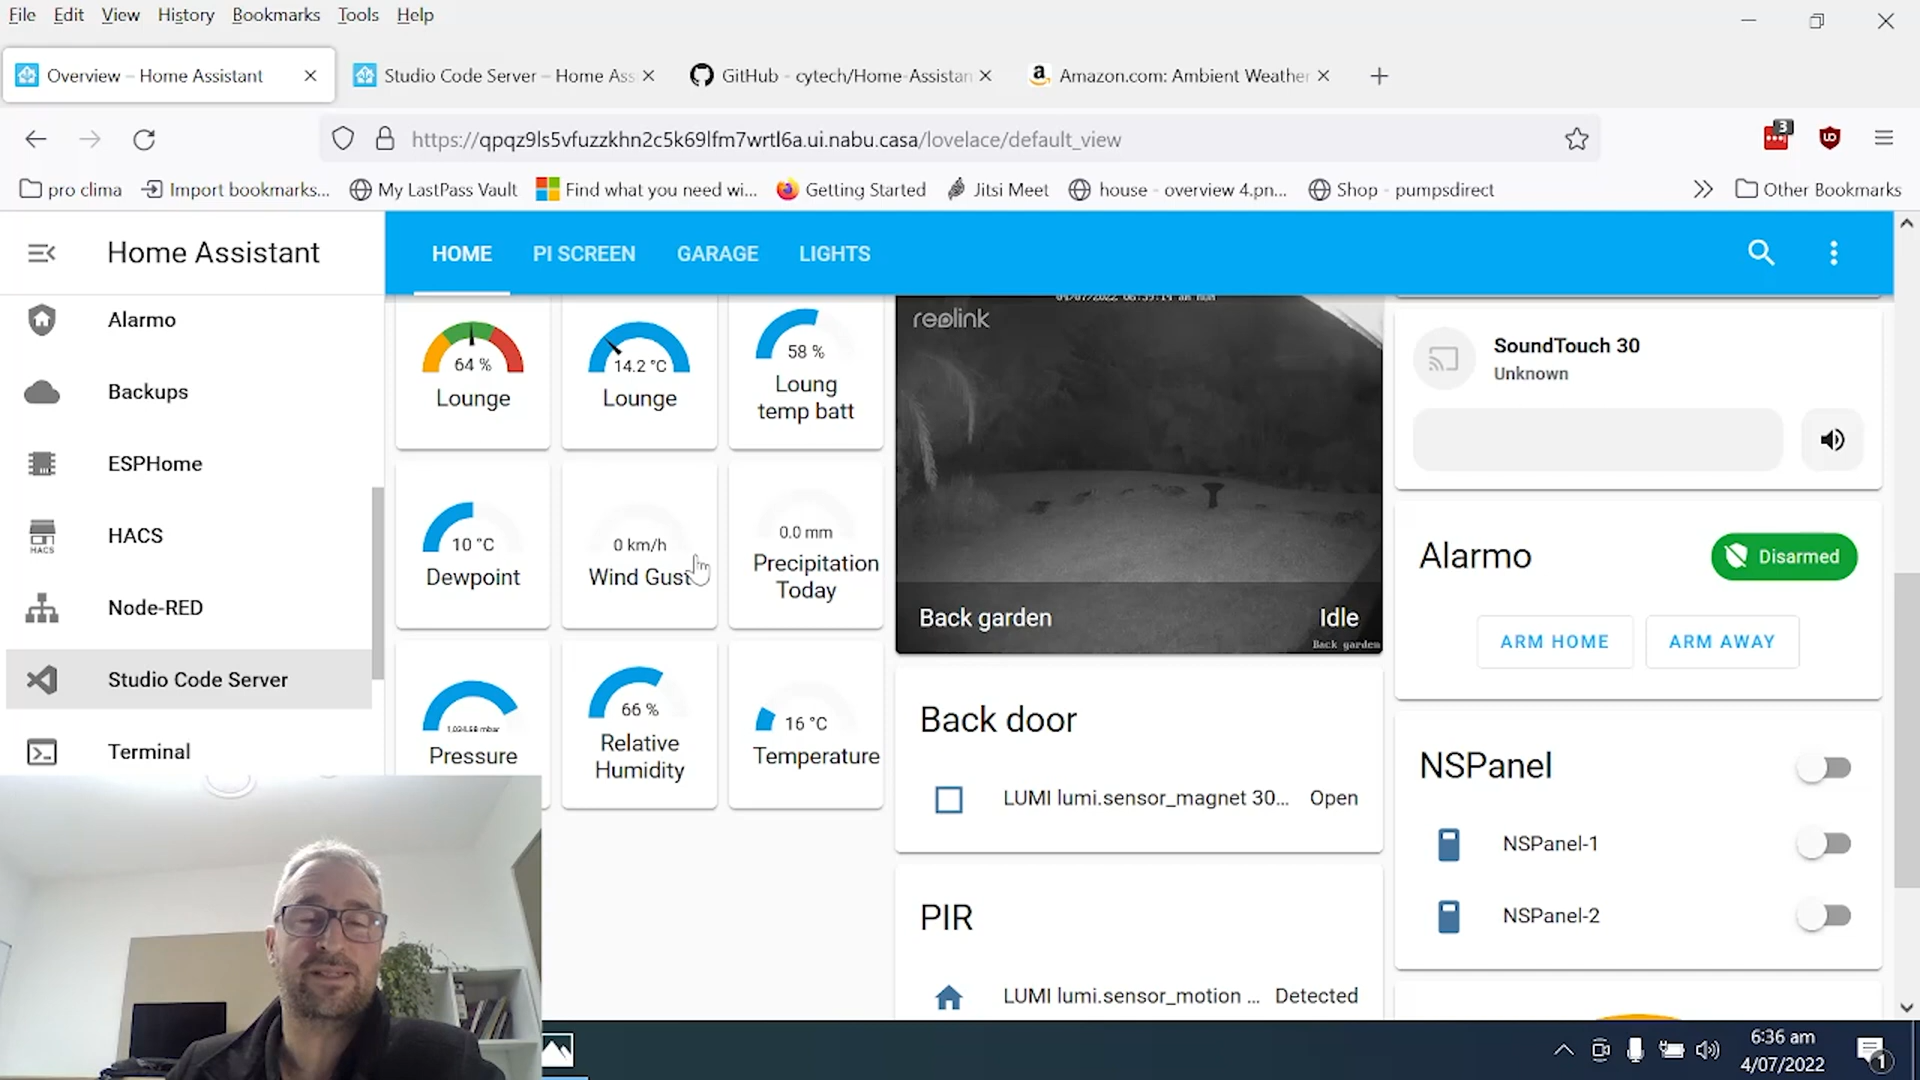 File Edit View History Bookmarks Tools Help
Overview – Home Assistant
Studio Code Server – Home Ass
GitHub - cytech/Home-Assistan
Amazon.com: Ambient Weather
https://qpqz9ls5vfuzzkhn2c5k69lfm7wrtl6a.ui.nabu.casa/lovelace/default_view
3
pro clima
Import bookmarks...
My LastPass Vault
Find what you need wi...
Getting Started
Jitsi Meet
house - overview 4.pn...
Shop - pumpsdirect
Other Bookmarks
Home Assistant
HOME
PI SCREEN
GARAGE
LIGHTS
Alarmo
Backups
ESPHome
HACS
HACS
Node-RED
Studio Code Server
Terminal
64 %
Lounge
14.2 °C
Lounge
58 %
Loung
temp batt
10 °C
Dewpoint
0 km/h
Wind Gust
0.0 mm
Precipitation
Today
Pressure
66 %
Relative
Humidity
16 °C
Temperature
reolink
Back garden
Idle
Back garden
Back door
LUMI lumi.sensor_magnet 30... Open
PIR
LUMI lumi.sensor_motion ... Detected
SoundTouch 30
Unknown
Alarmo
Disarmed
ARM HOME
ARM AWAY
NSPanel
NSPanel-1
NSPanel-2
6:36 am
4/07/2022
1